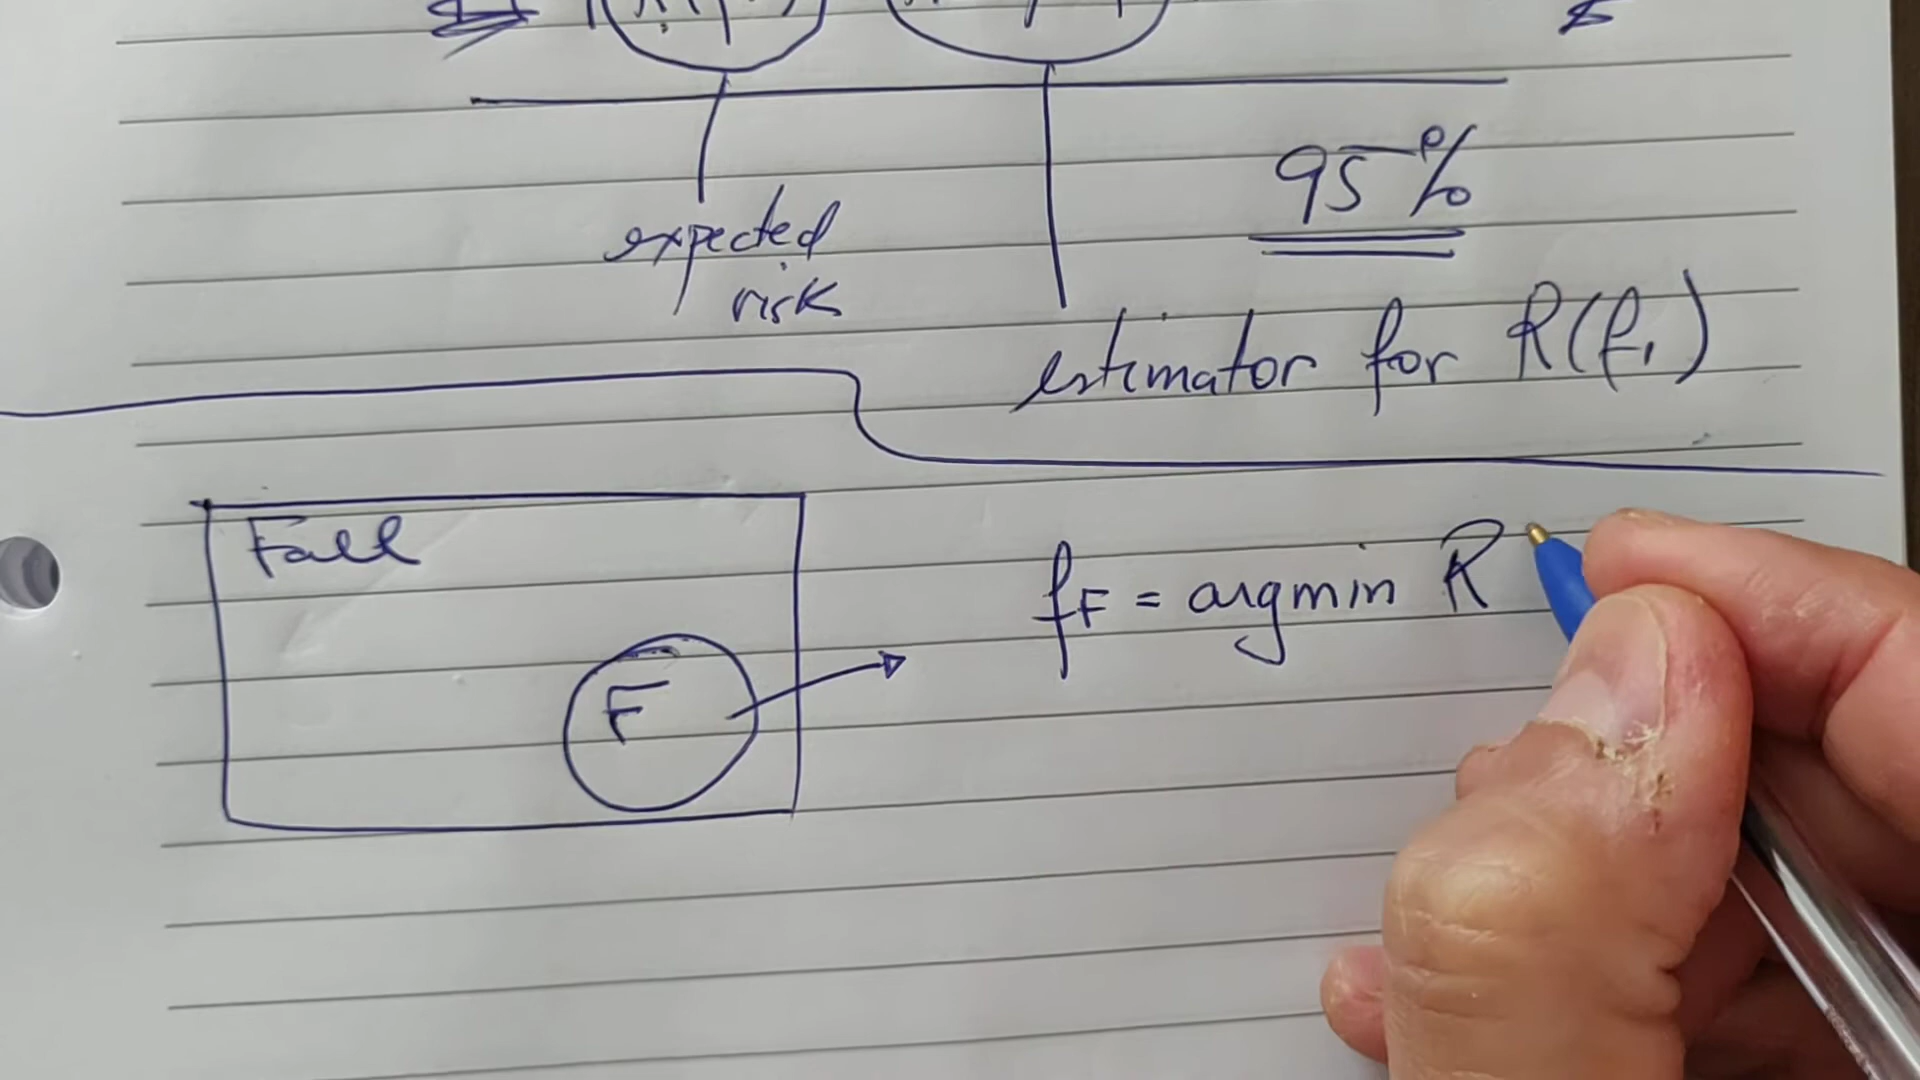 95%
expected
risk
estimator for R(f₁)
Fall
F
f_F = argmin R